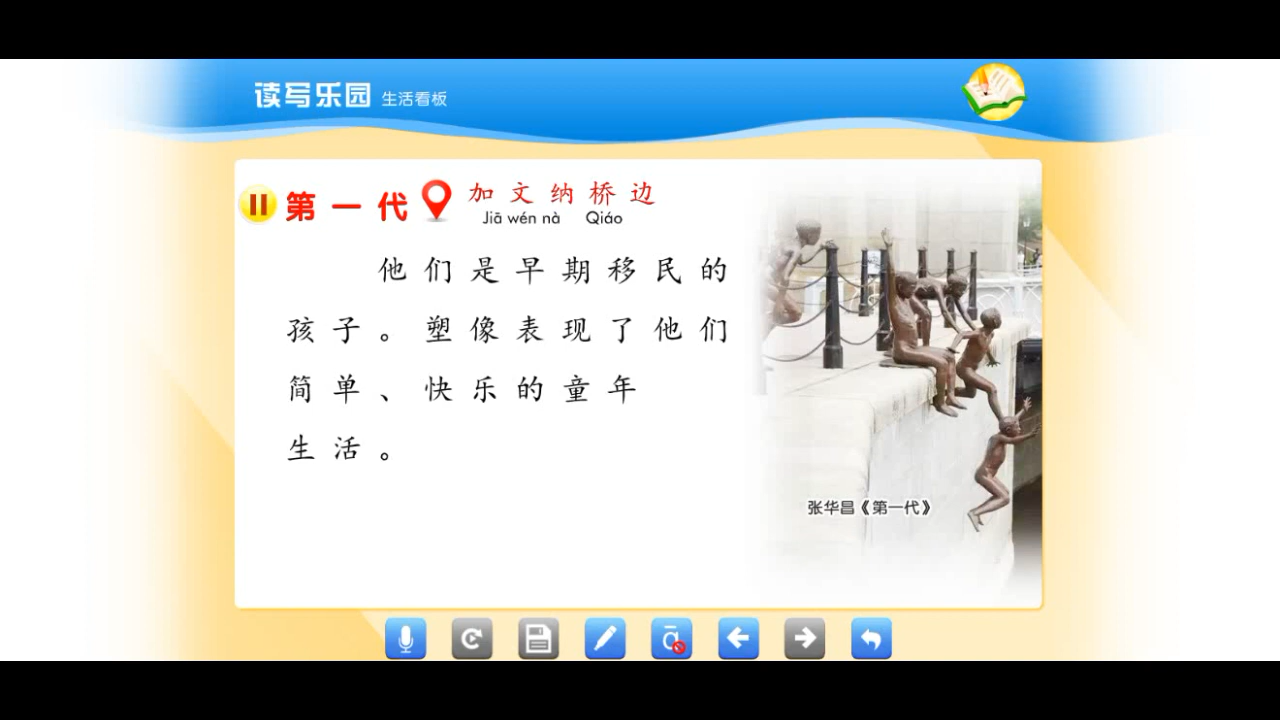 读写乐园 生活看板
第一代 加文纳桥边
Jiā wén nà Qiáo
他们是早期移民的
孩子。塑像表现了他们
简单、快乐的童年
生活。
张华昌《第一代》
ā